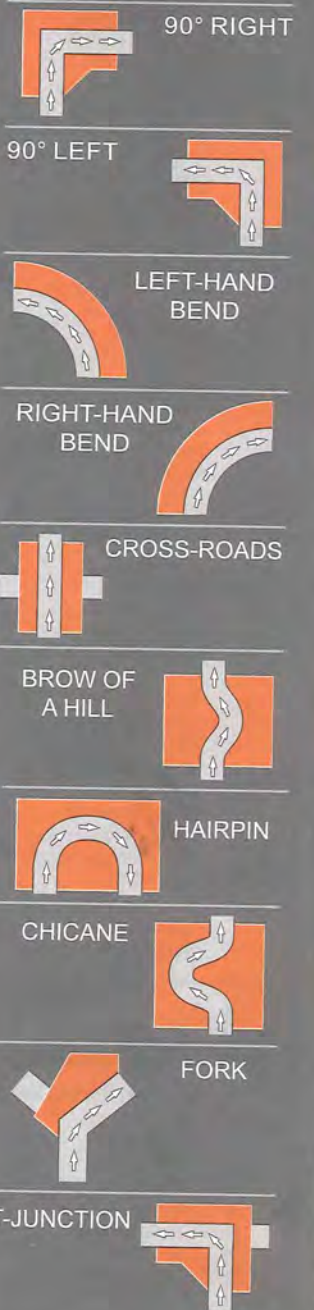 90° RIGHT
90° LEFT
LEFT-HAND
BEND
RIGHT-HAND
BEND
CROSS-ROADS
BROW OF
A HILL
HAIRPIN
CHICANE
FORK
T-JUNCTION